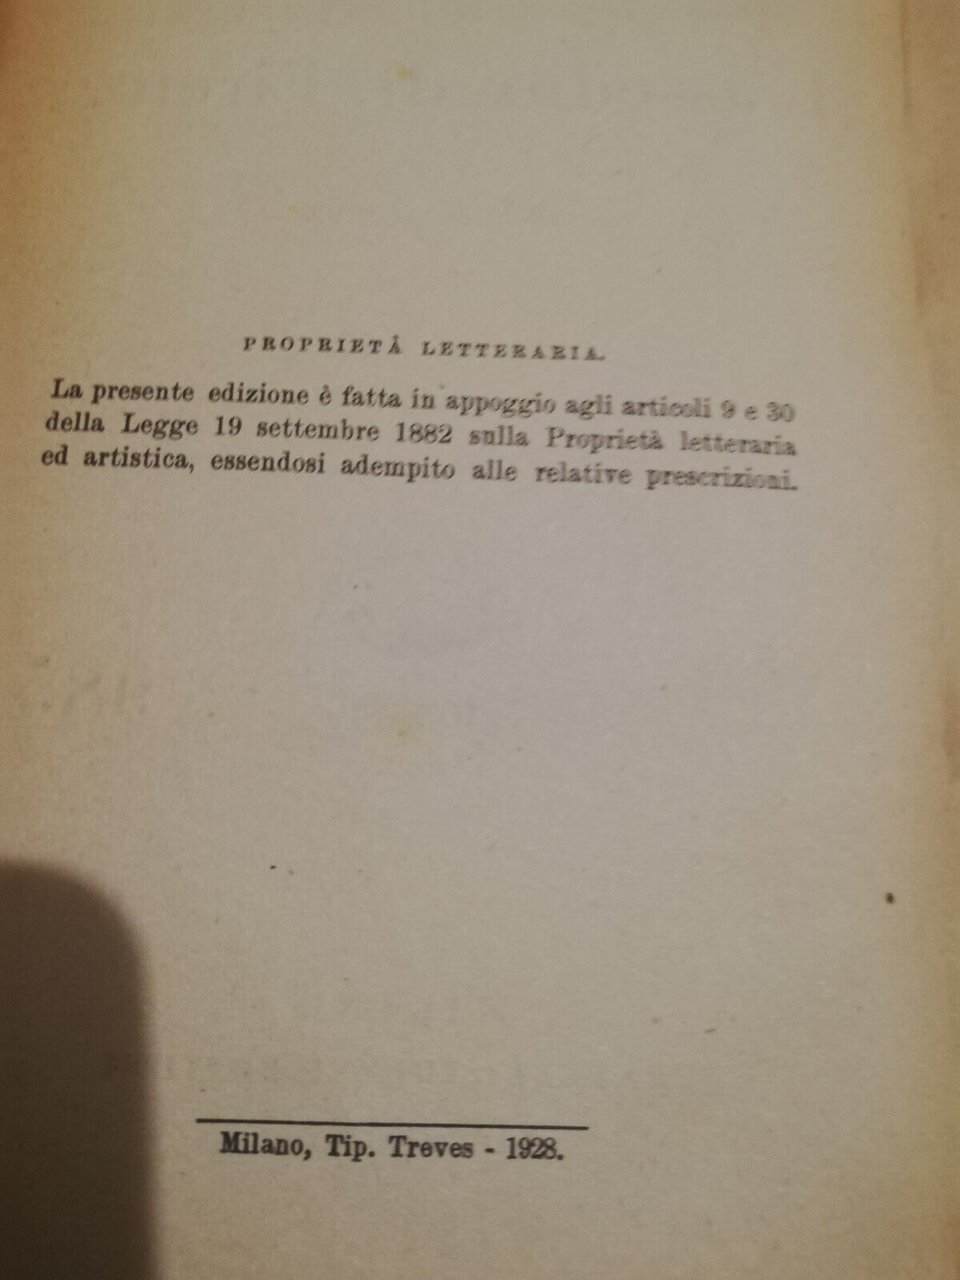 PROPRIETÀ LETTERARIA.
La presente edizione è fatta in appoggio agli articoli 9 e 30
della Legge 19 settembre 1882 sulla Proprietà letteraria
ed artistica, essendosi adempito alle relative prescrizioni.
Milano, Tip. Treves - 1928.